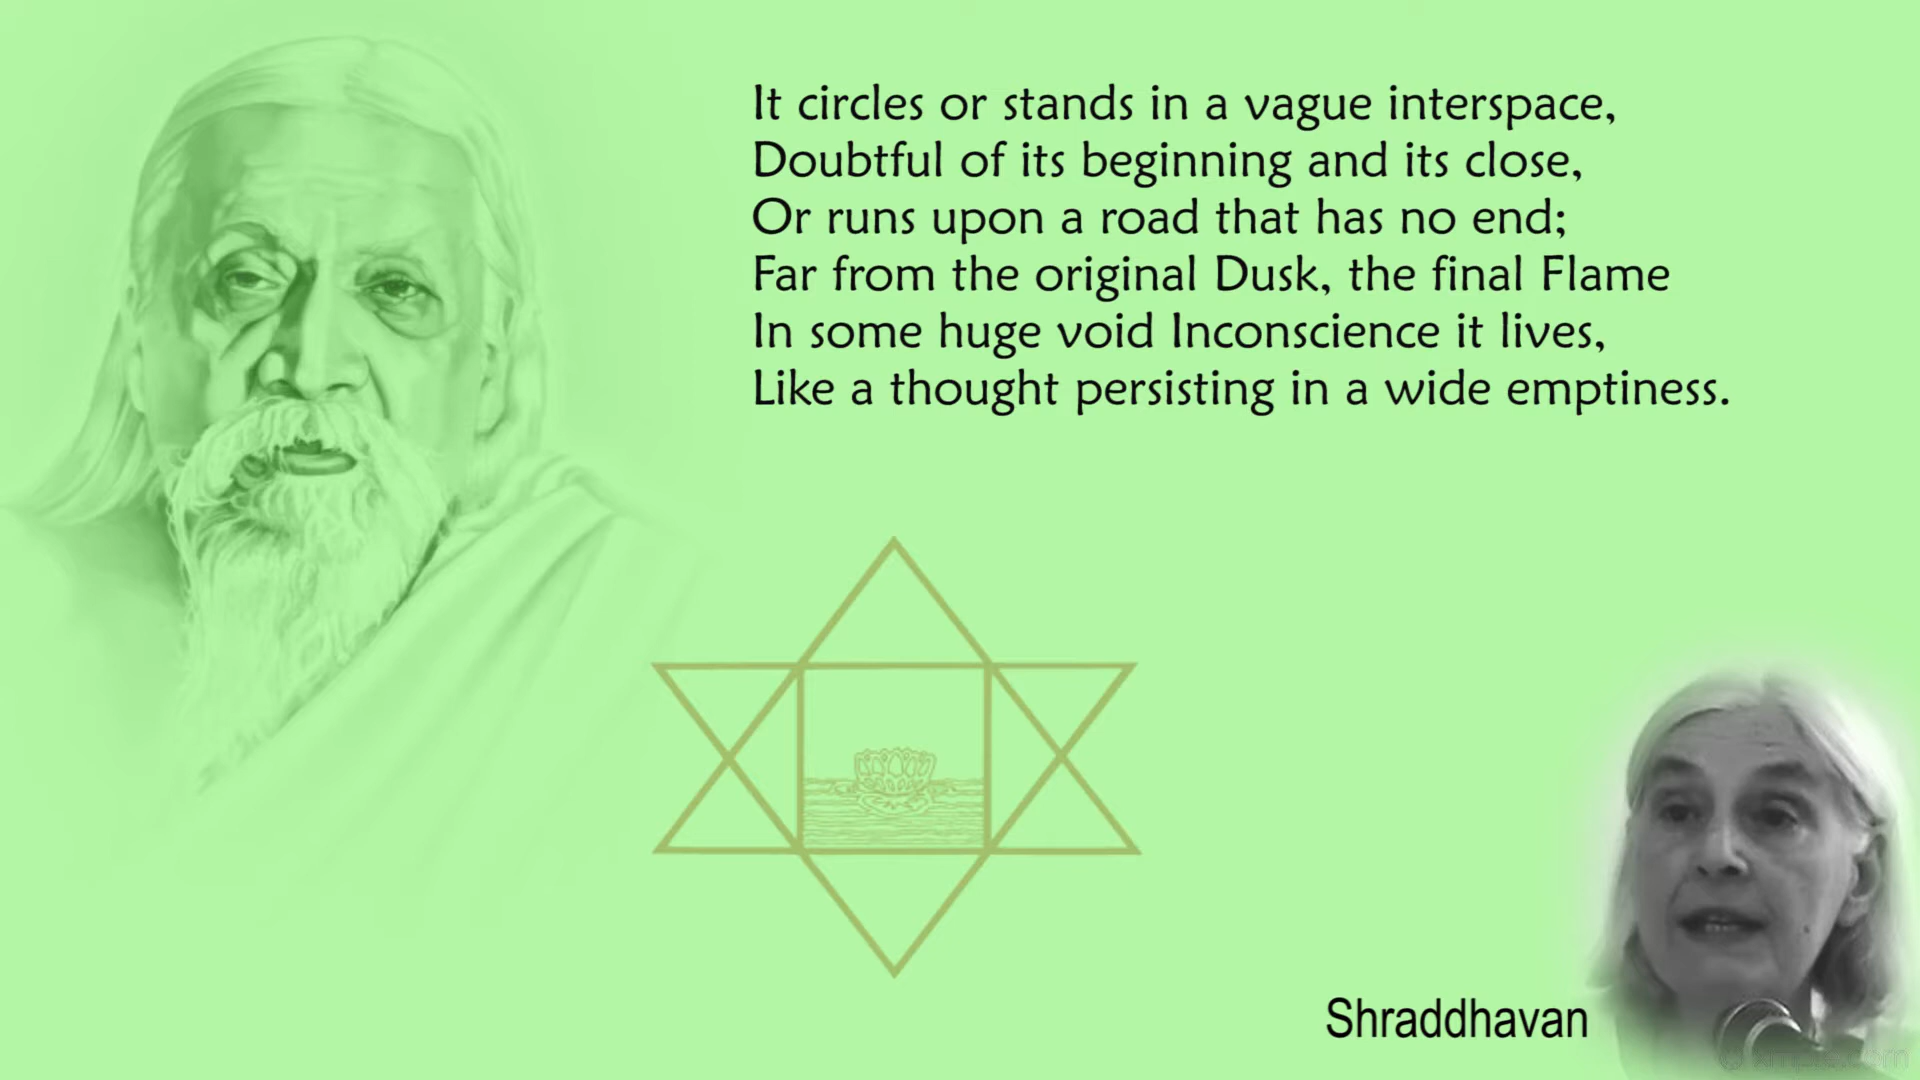 It circles or stands in a vague interspace,
Doubtful of its beginning and its close,
Or runs upon a road that has no end;
Far from the original Dusk, the final Flame
In some huge void Inconscience it lives,
Like a thought persisting in a wide emptiness.
Shraddhavan